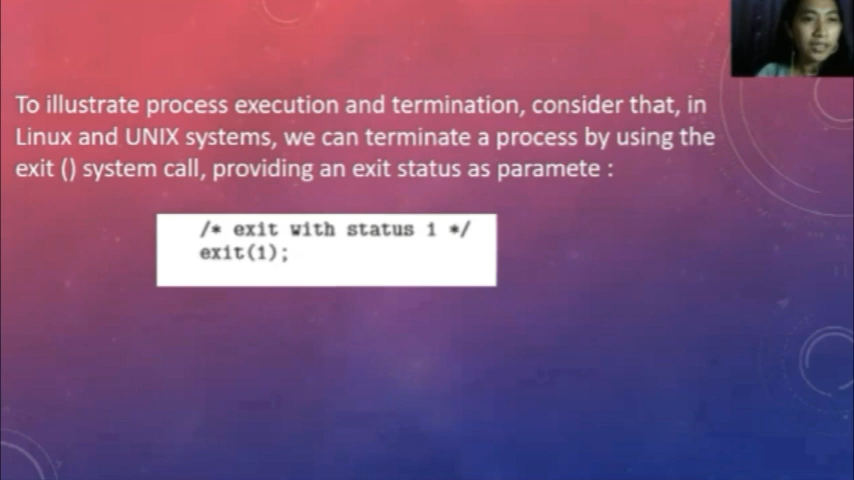 To illustrate process execution and termination, consider that, in
Linux and UNIX systems, we can terminate a process by using the
exit () system call, providing an exit status as paramete :
/* exit with status 1 */
exit(1);